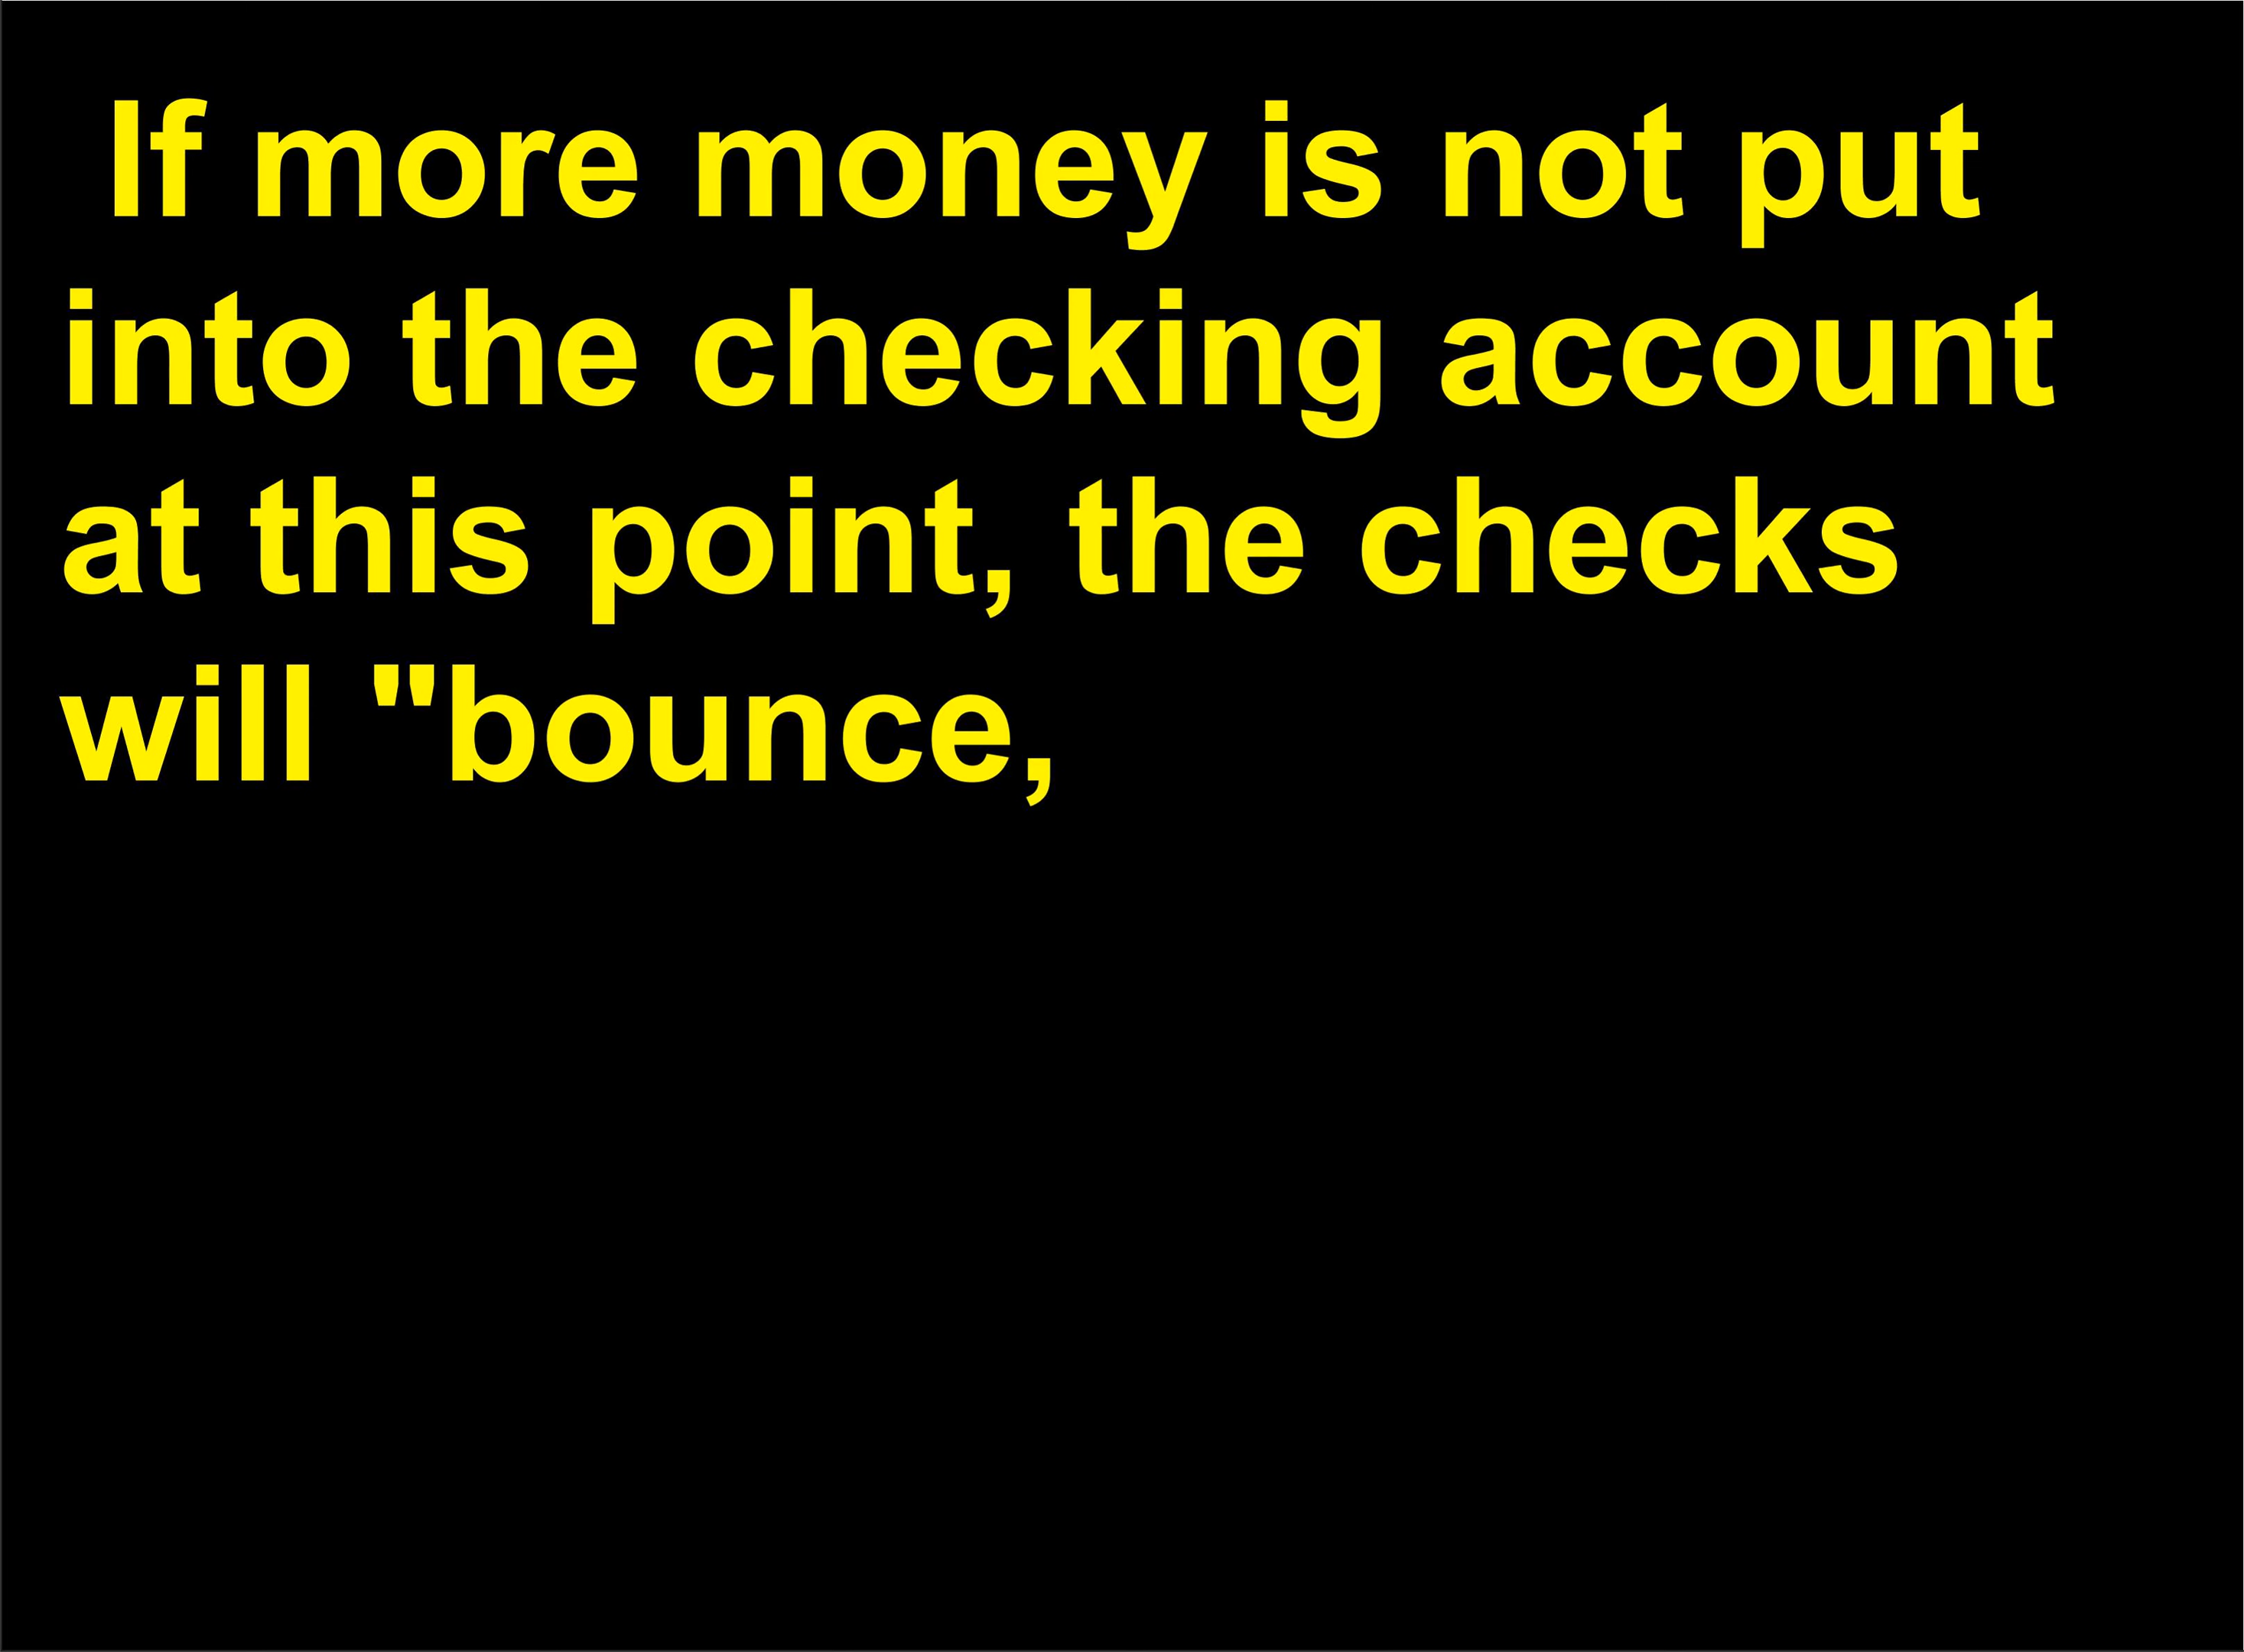 If more money is not put
into the checking account
at this point, the checks
will "bounce,